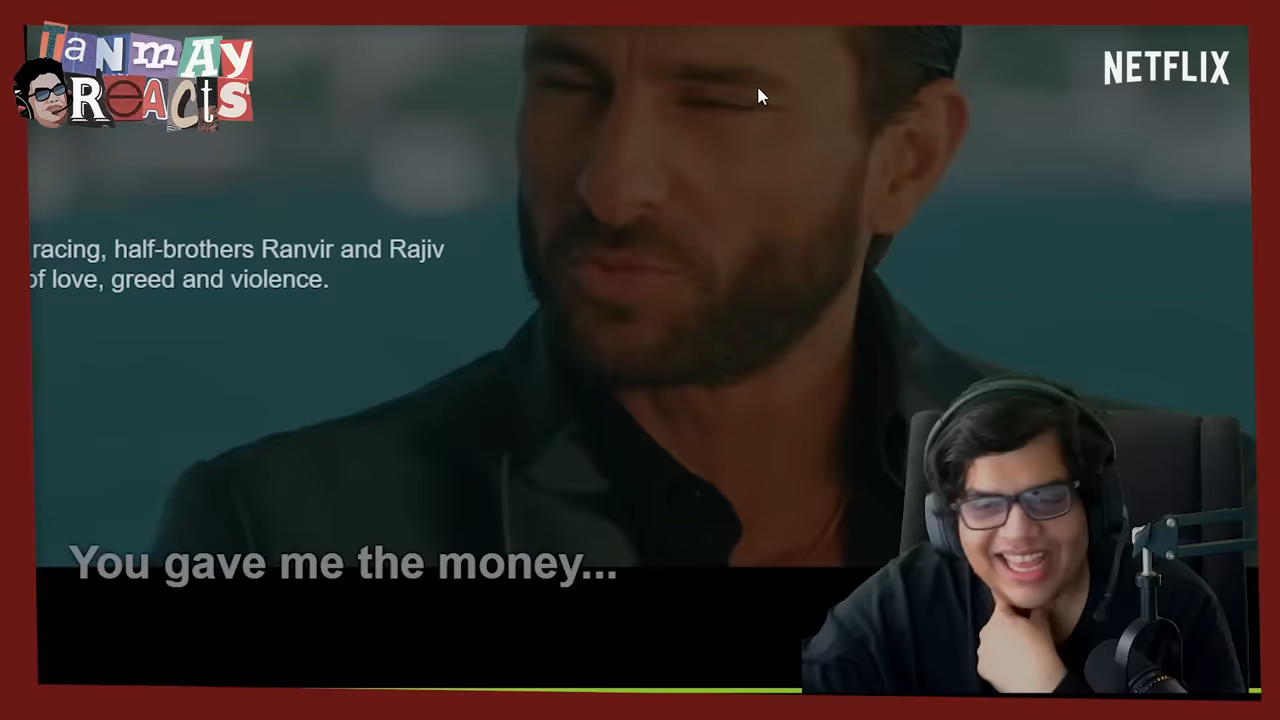 TaNmAy
REACtS
NETFLIX
racing, half-brothers Ranvir and Rajiv
of love, greed and violence.
You gave me the money...